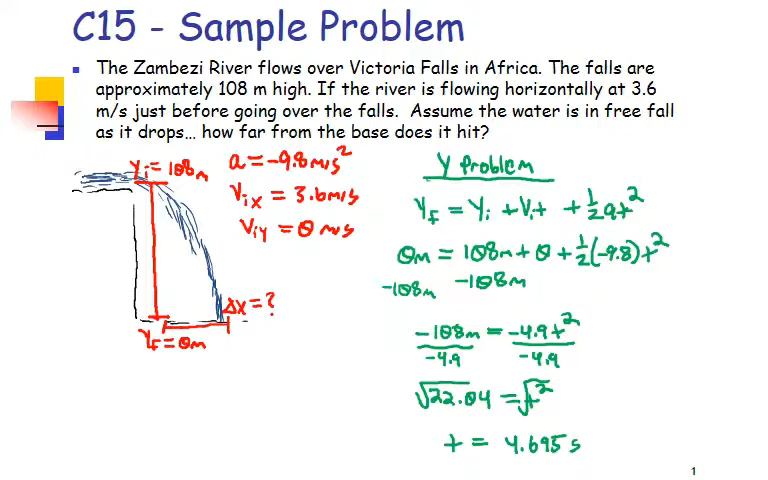 C15 - Sample Problem
The Zambezi River flows over Victoria Falls in Africa. The falls are
approximately 108 m high. If the river is flowing horizontally at 3.6
m/s just before going over the falls. Assume the water is in free fall
as it drops… how far from the base does it hit?
Yi = 108m
a = -9.8m/s²
Vix = 3.6m/s
Viy = 0 m/s
Δx = ?
Yf = 0m
Y Problem
Yf = Yi + Vit + ½at²
0m = 108m + 0 + ½(-9.8)t²
-108m -108m
-108m = -4.9t²
-4.9 -4.9
√22.04 = √t²
t = 4.695s
1